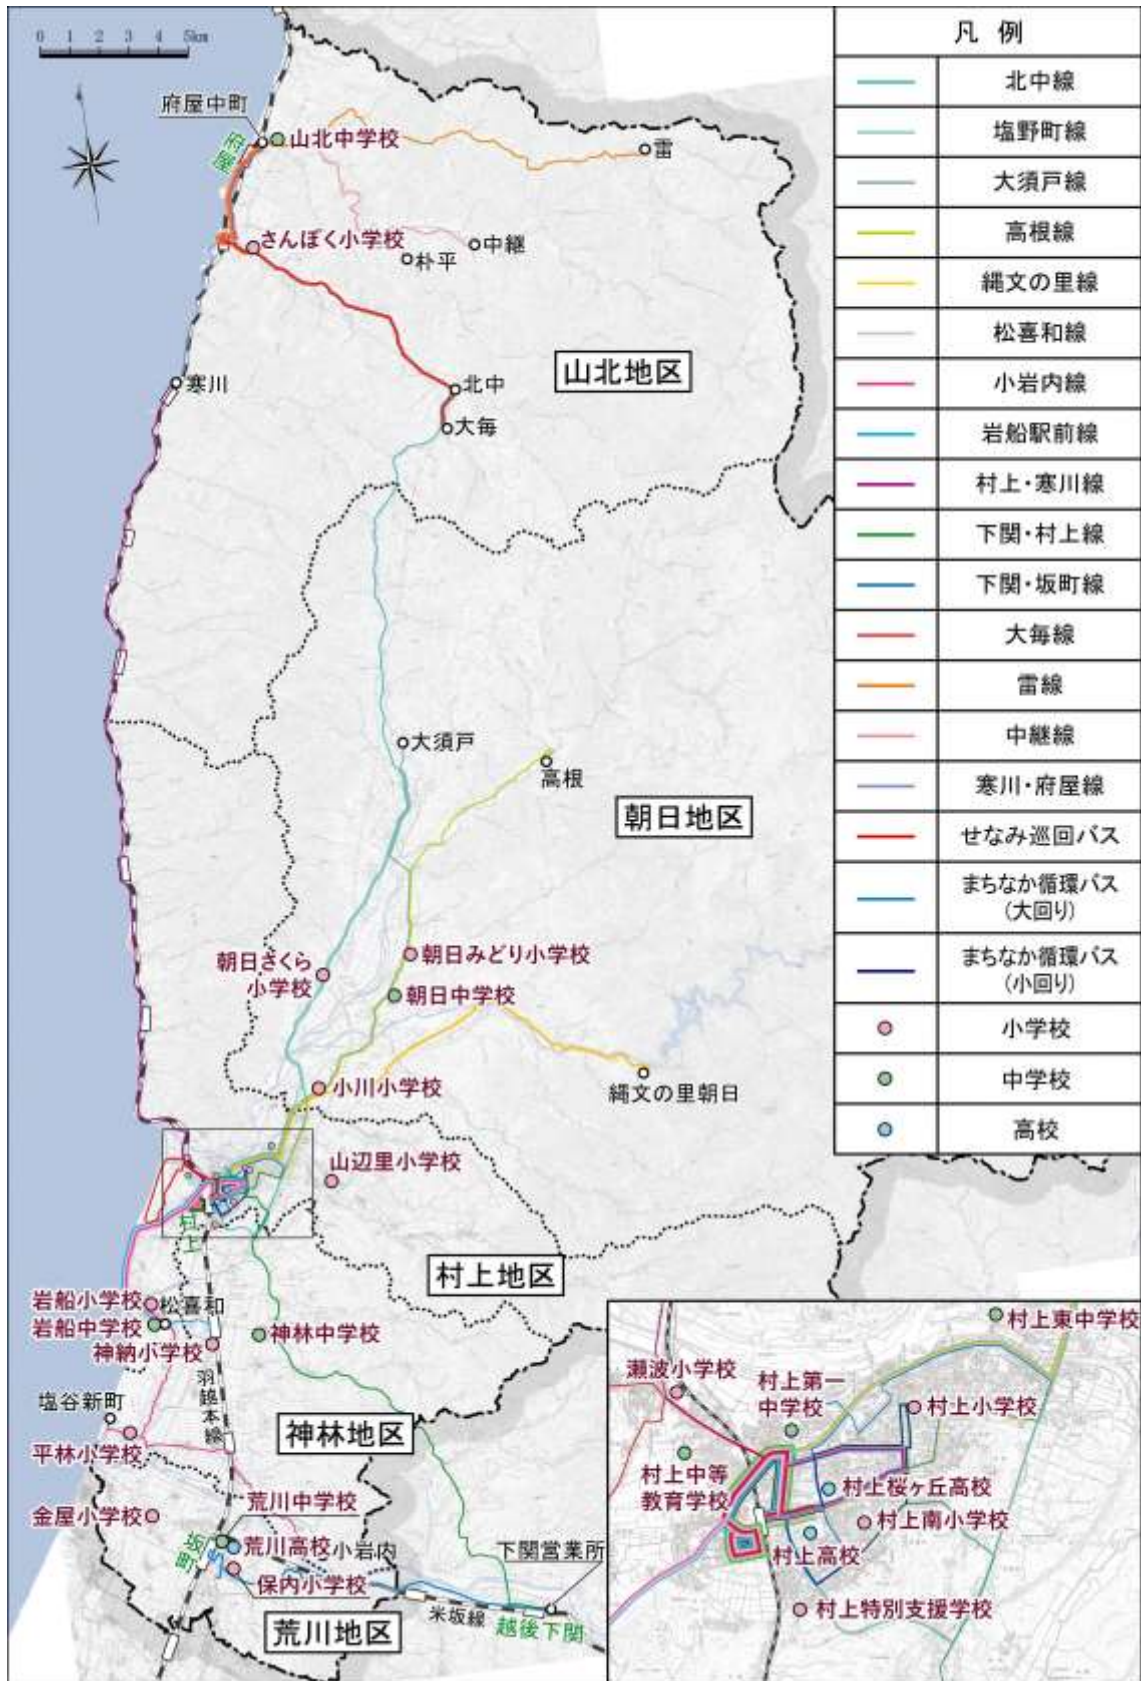 0 1 2 3 4 5km
凡 例
北中線
塩野町線
大須戸線
高根線
縄文の里線
松喜和線
小岩内線
岩船駅前線
村上・寒川線
下関・村上線
下関・坂町線
大毎線
雷線
中継線
寒川・府屋線
せなみ巡回バス
まちなか循環バス
(大回り)
まちなか循環バス
(小回り)
小学校
中学校
高校
府屋中町
府屋
山北中学校
雷
さんぽく小学校
中継
朴平
山北地区
寒川
北中
大毎
大須戸
高根
朝日地区
朝日みどり小学校
朝日さくら
小学校
朝日中学校
小川小学校
縄文の里朝日
山辺里小学校
村上
村上地区
岩船小学校
松喜和
岩船中学校
神納小学校
神林中学校
羽越本線
塩谷新町
平林小学校
神林地区
金屋小学校
荒川中学校
坂町
荒川高校
小岩内
保内小学校
下関営業所
米坂線
越後下関
荒川地区
村上東中学校
瀬波小学校
村上第一
中学校
村上小学校
村上中等
教育学校
村上桜ヶ丘高校
村上南小学校
村上高校
村上特別支援学校